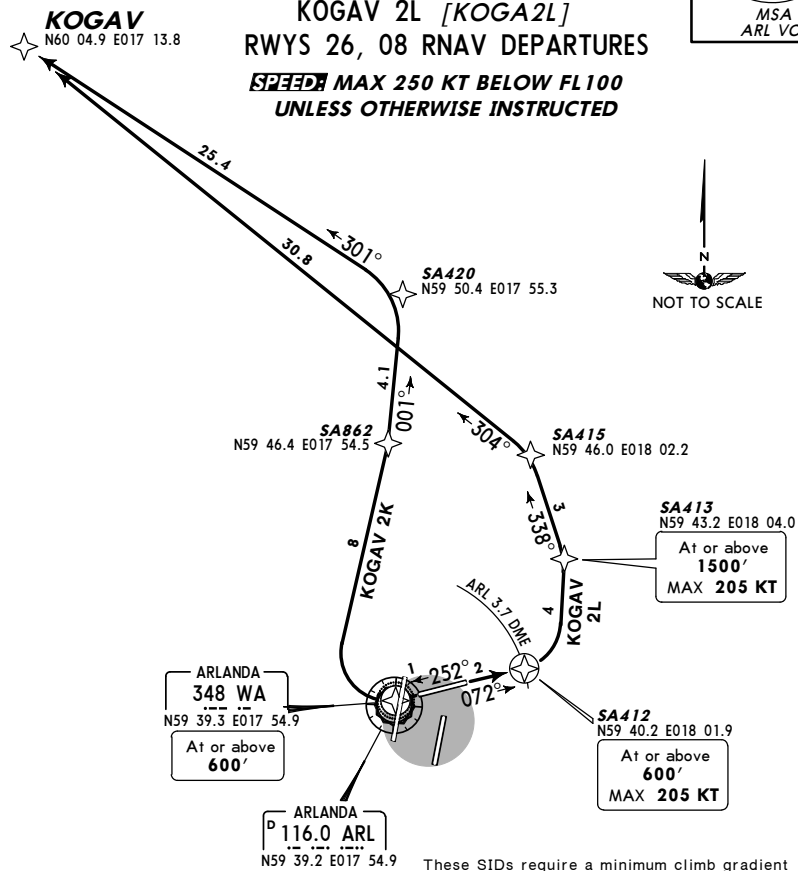 KOGAV 2L [KOGA2L]
RWYS 26, 08 RNAV DEPARTURES
SPEED: MAX 250 KT BELOW FL100
UNLESS OTHERWISE INSTRUCTED
MSA
ARL VO
KOGAV
N60 04.9 E017 13.8
25.4
30.8
301°
SA420
N59 50.4 E017 55.3
N
NOT TO SCALE
4.1
001°
SA862
N59 46.4 E017 54.5
304°
SA415
N59 46.0 E018 02.2
3
338°
SA413
N59 43.2 E018 04.0
At or above
1500'
MAX 205 KT
8
KOGAV 2K
ARL 3.7 DME
4
KOGAV
2L
1
252°
2
072°
ARLANDA
348 WA
N59 39.3 E017 54.9
At or above
600'
SA412
N59 40.2 E018 01.9
At or above
600'
MAX 205 KT
ARLANDA
D 116.0 ARL
N59 39.2 E017 54.9
These SIDs require a minimum climb gradient